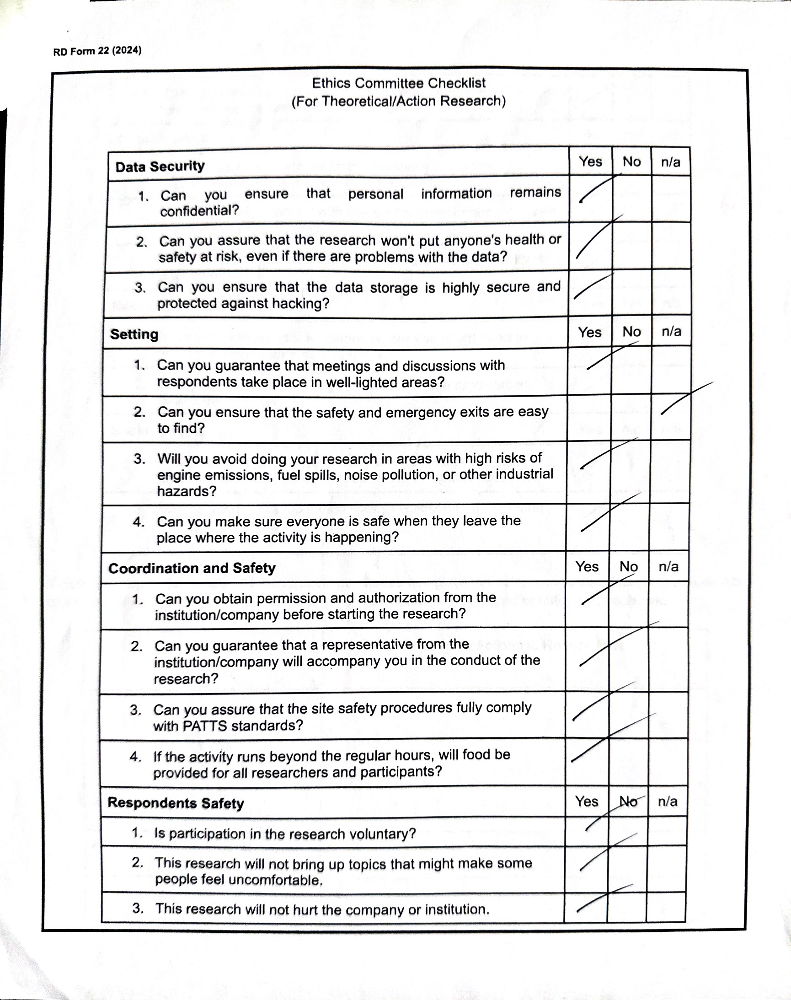 RD Form 22 (2024)
Ethics Committee Checklist
(For Theoretical/Action Research)
Data Security Yes No n/a
1. Can you ensure that personal information remains
confidential?
2. Can you assure that the research won't put anyone's health or
safety at risk, even if there are problems with the data?
3. Can you ensure that the data storage is highly secure and
protected against hacking?
Setting Yes No n/a
1. Can you guarantee that meetings and discussions with
respondents take place in well-lighted areas?
2. Can you ensure that the safety and emergency exits are easy
to find?
3. Will you avoid doing your research in areas with high risks of
engine emissions, fuel spills, noise pollution, or other industrial
hazards?
4. Can you make sure everyone is safe when they leave the
place where the activity is happening?
Coordination and Safety Yes No n/a
1. Can you obtain permission and authorization from the
institution/company before starting the research?
2. Can you guarantee that a representative from the
institution/company will accompany you in the conduct of the
research?
3. Can you assure that the site safety procedures fully comply
with PATTS standards?
4. If the activity runs beyond the regular hours, will food be
provided for all researchers and participants?
Respondents Safety Yes No n/a
1. Is participation in the research voluntary?
2. This research will not bring up topics that might make some
people feel uncomfortable.
3. This research will not hurt the company or institution.